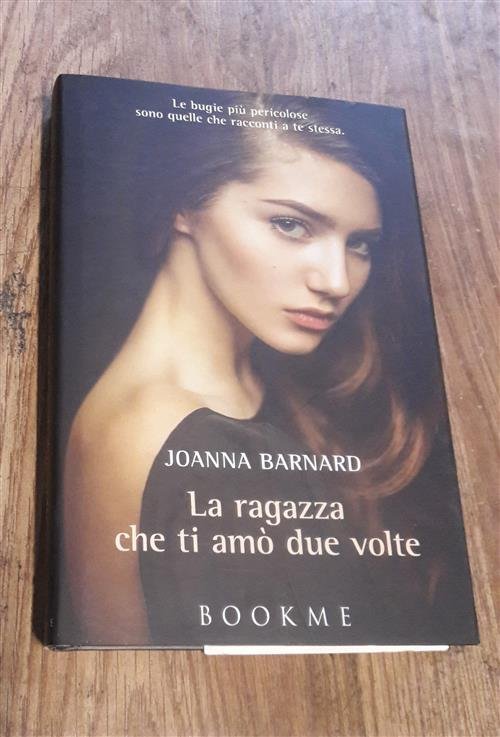 Le bugie più pericolose
sono quelle che racconti a te stessa.
JOANNA BARNARD
La ragazza
che ti amò due volte
BOOKME